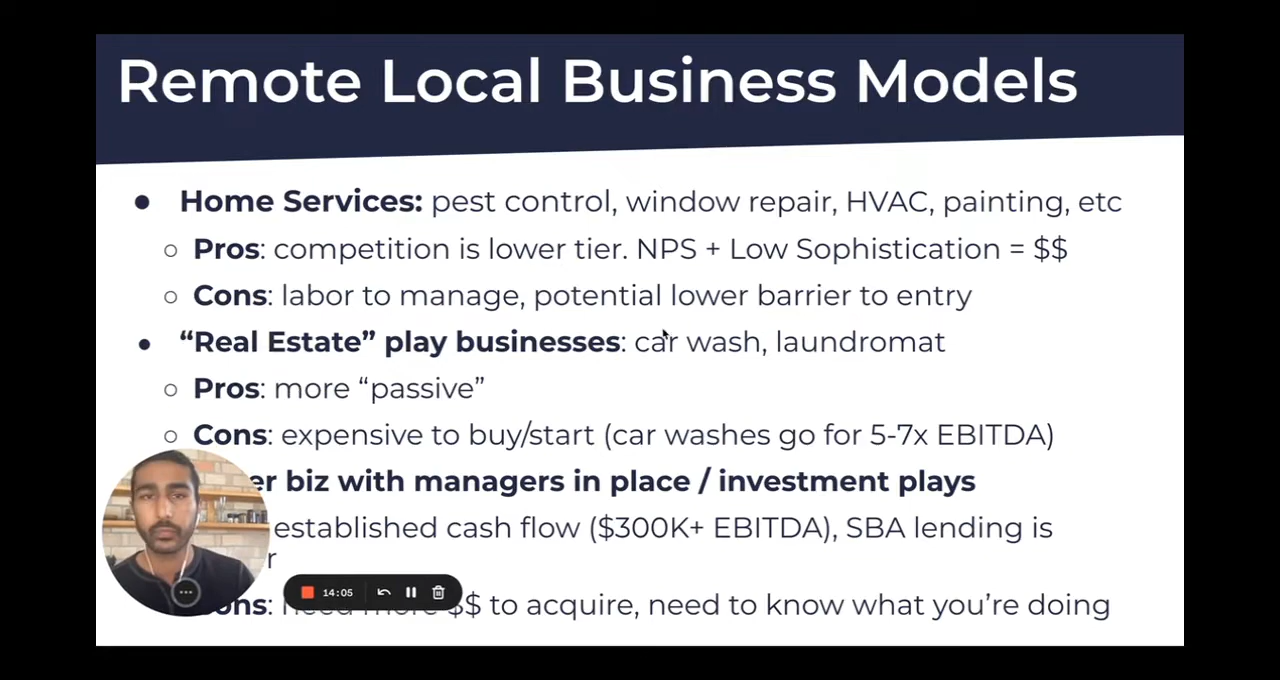 Remote Local Business Models
● Home Services: pest control, window repair, HVAC, painting, etc
○ Pros: competition is lower tier. NPS + Low Sophistication = $$
○ Cons: labor to manage, potential lower barrier to entry
● “Real Estate” play businesses: car wash, laundromat
○ Pros: more “passive”
○ Cons: expensive to buy/start (car washes go for 5-7x EBITDA)
er biz with managers in place / investment plays
established cash flow ($300K+ EBITDA), SBA lending is
r
Cons: need more $$ to acquire, need to know what you’re doing
14:05